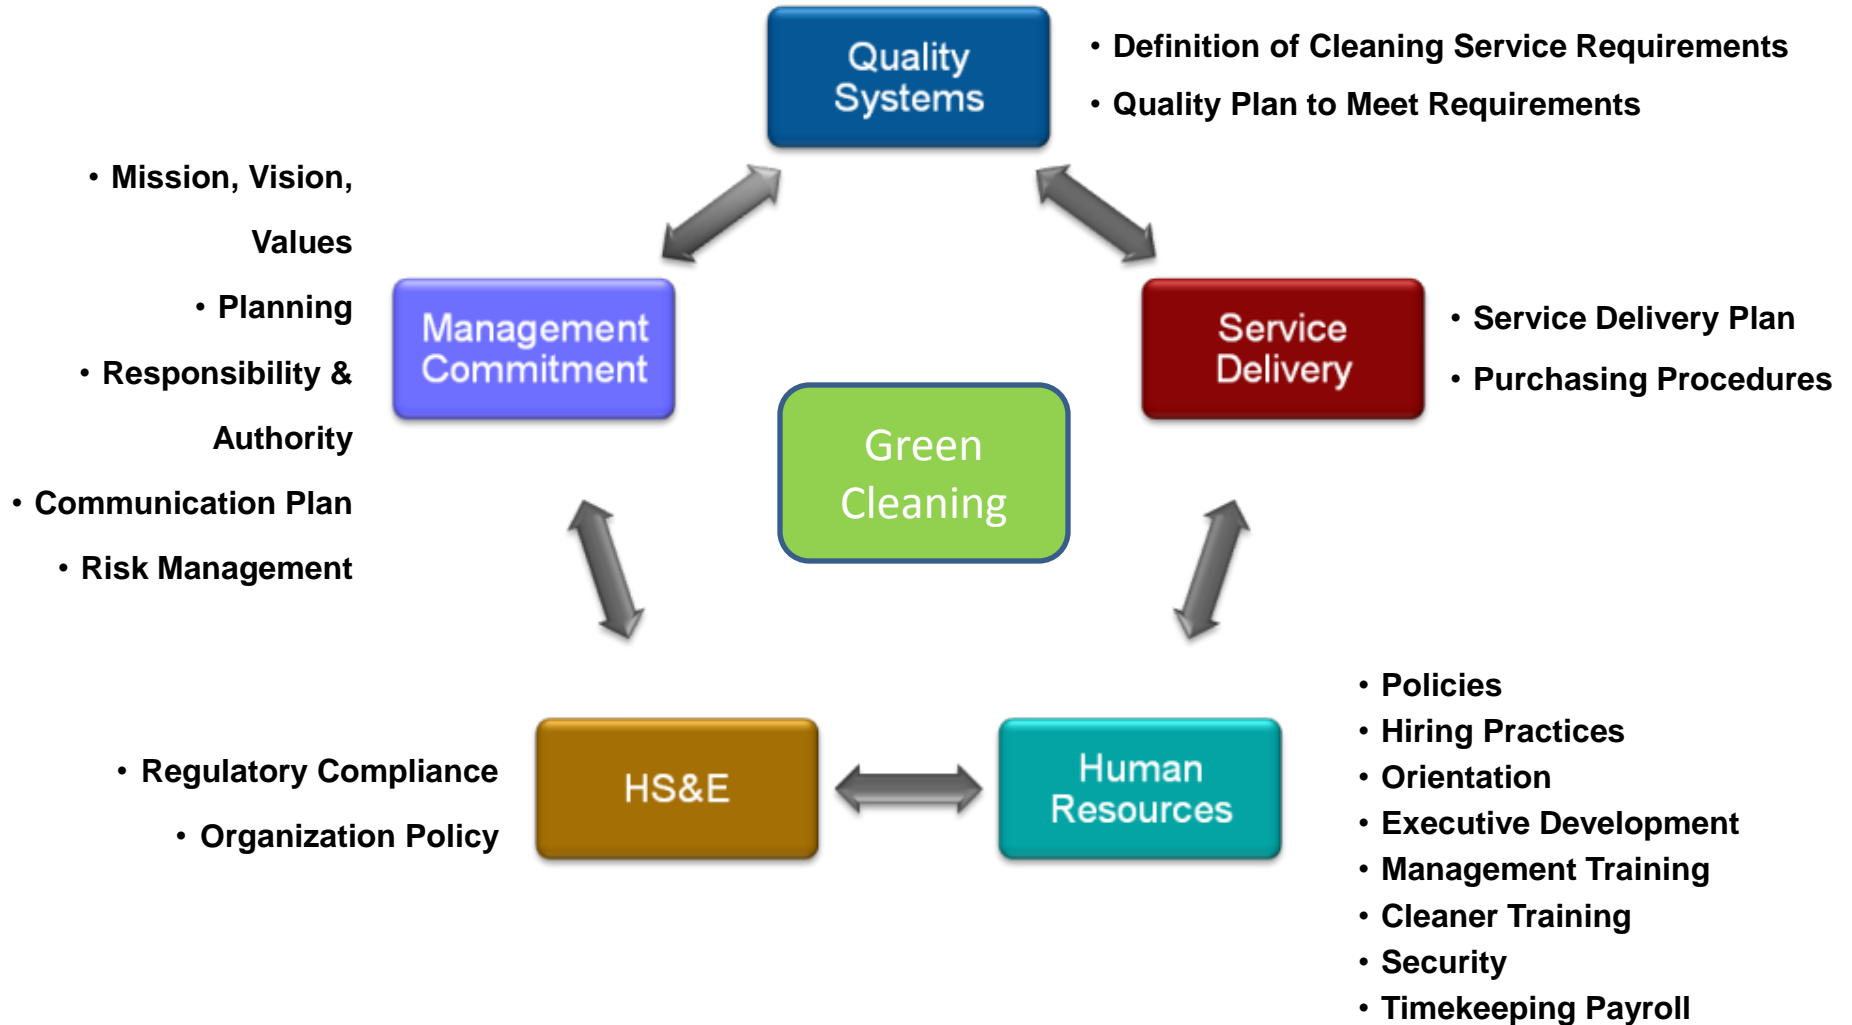 Quality
Systems
• Definition of Cleaning Service Requirements
• Quality Plan to Meet Requirements
• Mission, Vision,
Values
• Planning
• Responsibility &
Authority
• Communication Plan
• Risk Management
Management
Commitment
Service
Delivery
• Service Delivery Plan
• Purchasing Procedures
Green
Cleaning
• Regulatory Compliance
• Organization Policy
HS&E
Human
Resources
• Policies
• Hiring Practices
• Orientation
• Executive Development
• Management Training
• Cleaner Training
• Security
• Timekeeping Payroll